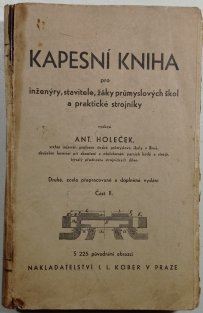 KAPESNÍ KNIHA
pro
inženýry, stavitele, žáky průmyslových škol
a praktické strojníky
ANT. HOLEČEK,
Druhé, zcela přepracované a doplněné vydání
Část II.
S 225 původními obrazci
NAKLADATELSTVÍ I. L. KOBER V PRAZE